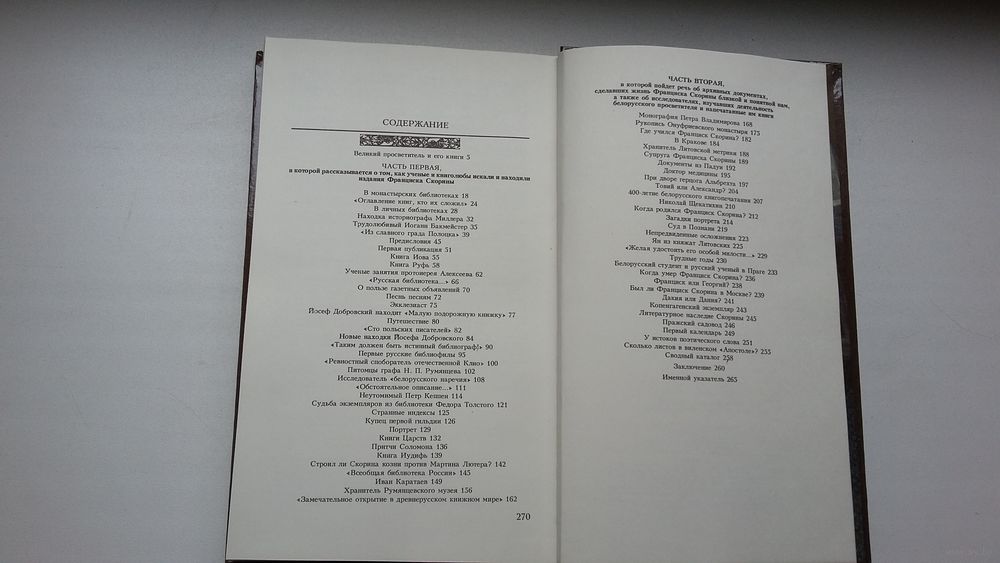 СОДЕРЖАНИЕ
Великий просветитель и его книги 5
ЧАСТЬ ПЕРВАЯ,
в которой рассказывается о том, как ученые и книголюбы искали и находили
издания Франциска Скорины
В монастырских библиотеках 18
«Оглавление книг, кто их сложил» 24
В личных библиотеках 28
Находка историографа Миллера 32
Трудолюбивый Иоганн Бакмейстер 35
«Из славного града Полоцка» 39
Предисловия 45
Первая публикация 51
Книга Иова 55
Книга Руфь 58
Ученые занятия протоиерея Алексеева 62
«Русская библиотека...» 66
О пользе газетных объявлений 70
Песнь песням 72
Экклезиаст 75
Йозеф Добровский находит «Малую подорожную книжку» 77
Путешествие 80
«Сто польских писателей» 82
Новые находки Йосефа Добровского 84
«Таким должен быть истинный библиограф!» 90
Первые русские библиофилы 95
«Ревностный споборатель отечественной Клио» 100
Питомцы графа Н. П. Румянцева 102
Исследователь «белорусского наречия» 108
«Обстоятельное описание...» 111
Неутомимый Петр Кеппен 114
Судьба экземпляров из библиотеки Федора Толстого 121
Странные индексы 125
Купец первой гильдии 126
Портрет 129
Книги Царств 132
Притчи Соломона 136
Книга Иудифь 139
Строил ли Скорина козни против Мартина Лютера? 142
«Всеобщая библиотека России» 145
Иван Каратаев 149
Хранитель Румянцевского музея 156
«Замечательное открытие в древнерусском книжном мире» 162
270
ЧАСТЬ ВТОРАЯ,
в которой пойдет речь об архивных документах,
сделавших жизнь Франциска Скорины близкой и понятной нам,
а также об исследователях, изучавших деятельность
белорусского просветителя и напечатанные им книги
Монография Петра Владимирова 168
Рукопись Онуфриевского монастыря 175
Где учился Франциск Скорина? 182
В Кракове 184
Хранитель Литовской метрики 188
Супруга Франциска Скорины 189
Документы из Падуи 192
Доктор медицины 195
При дворе герцога Альбрехта 197
Товий или Александр? 204
400-летие белорусского книгопечатания 207
Николай Щекатихин 210
Когда родился Франциск Скорина? 212
Загадки портрета 214
Суд в Познани 219
Непредвиденные осложнения 223
Ян из княжат Литовских 225
«Желая удостоить его особой милости...» 229
Трудные годы 230
Белорусский студент и русский ученый в Праге 233
Когда умер Франциск Скорина? 236
Франциск или Георгий? 238
Был ли Франциск Скорина в Москве? 239
Дакия или Дания? 241
Копенгагенский экземпляр 243
Литературное наследие Скорины 245
Пражский садовод 246
Первый календарь 249
У истоков поэтического слова 251
Сколько листов в виленском «Апостоле»? 255
Сводный каталог 258
Заключение 260
Именной указатель 265